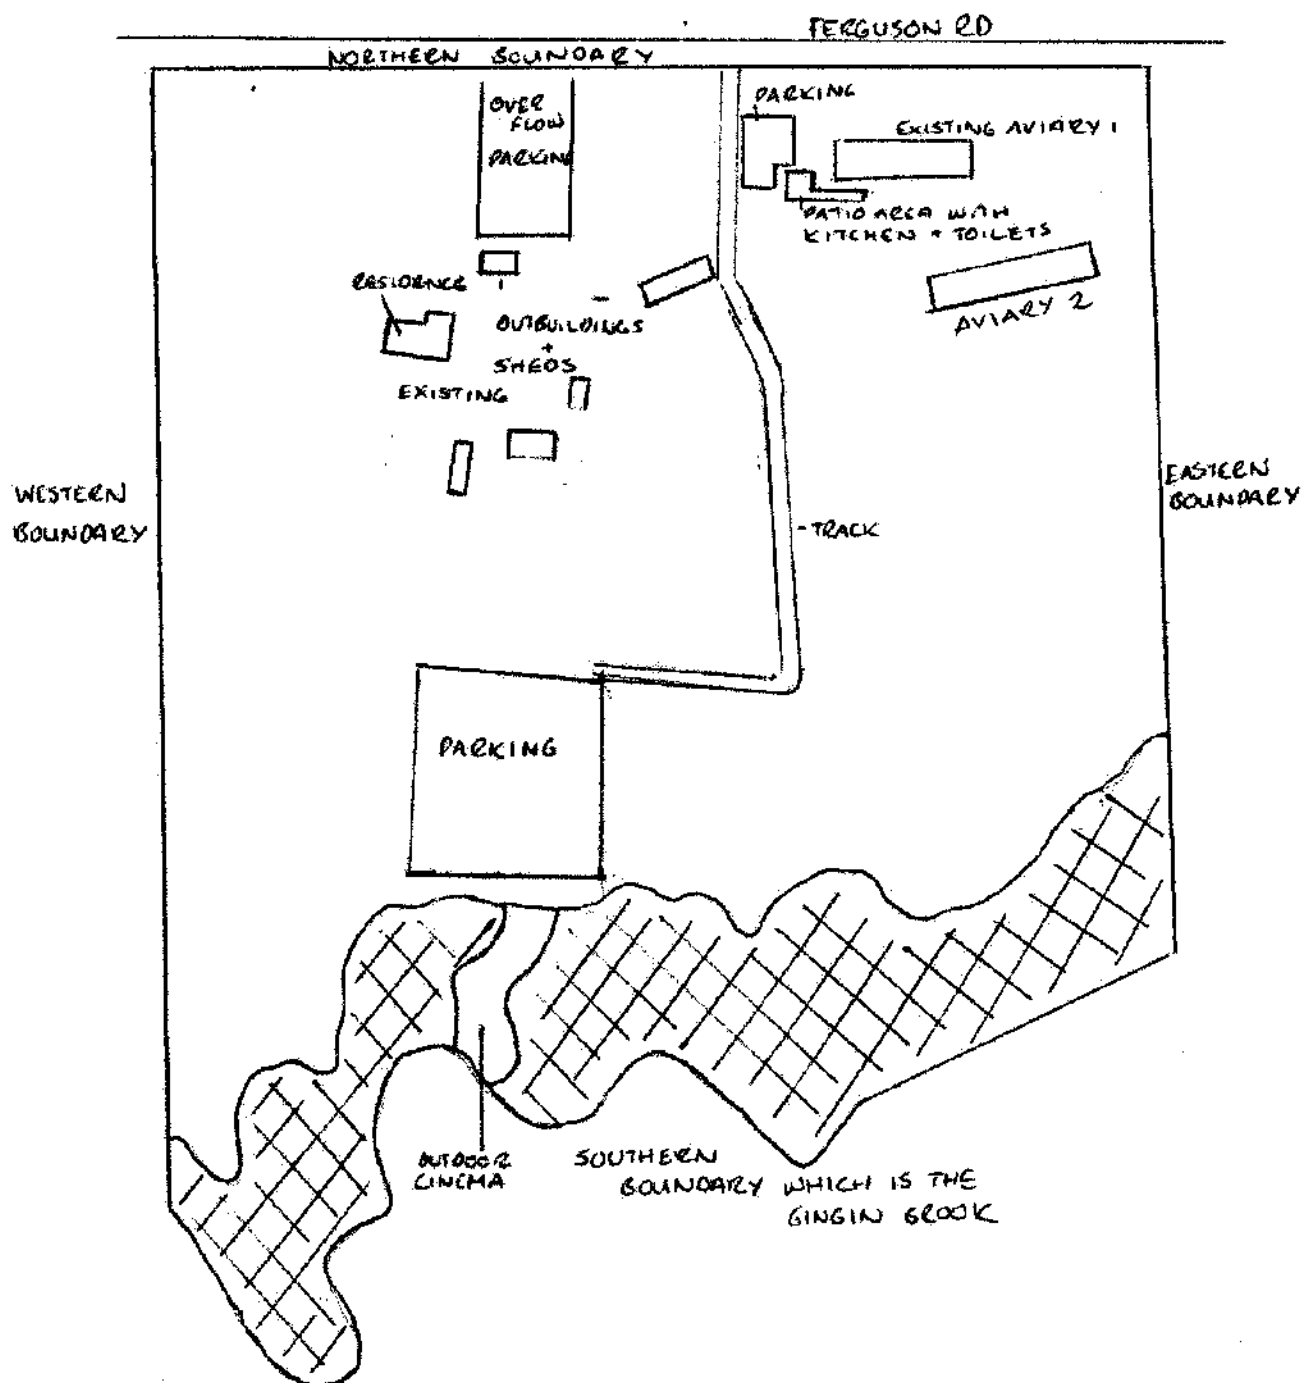 FERGUSON RD
NORTHERN BOUNDARY
OVER
FLOW
PARKING
PARKING
EXISTING AVIARY 1
PATIO AREA WITH
KITCHEN + TOILETS
RESIDENCE
OUTBUILDINGS
+
SHEDS
EXISTING
AVIARY 2
WESTERN
BOUNDARY
EASTERN
BOUNDARY
- TRACK
PARKING
OUTDOOR
CINEMA
SOUTHERN
BOUNDARY WHICH IS THE
GINGIN BROOK